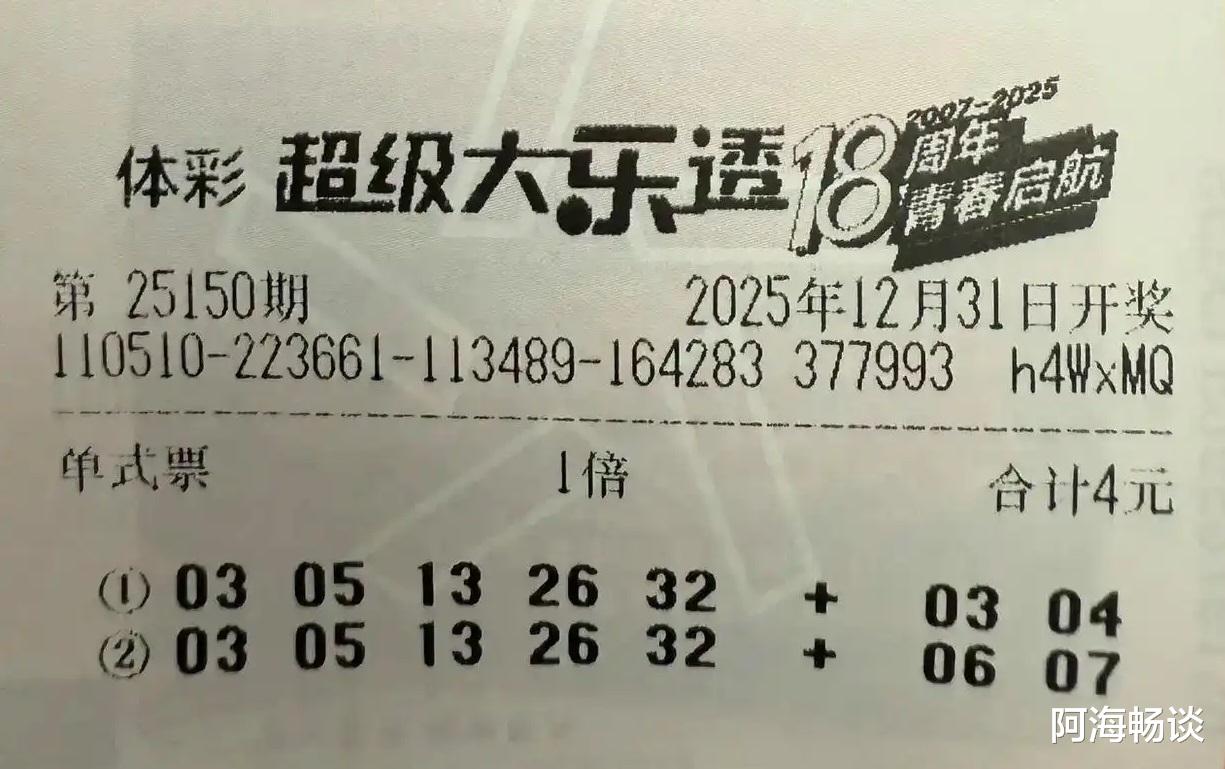 体彩 超级大乐透 18周年 2007-2025
青春启航
第 25150期 2025年12月31日开奖
110510-223661-113489-164283 377993 h4WxMQ
单式票 1倍 合计4元
① 03 05 13 26 32 + 03 04
② 03 05 13 26 32 + 06 07
阿海畅谈